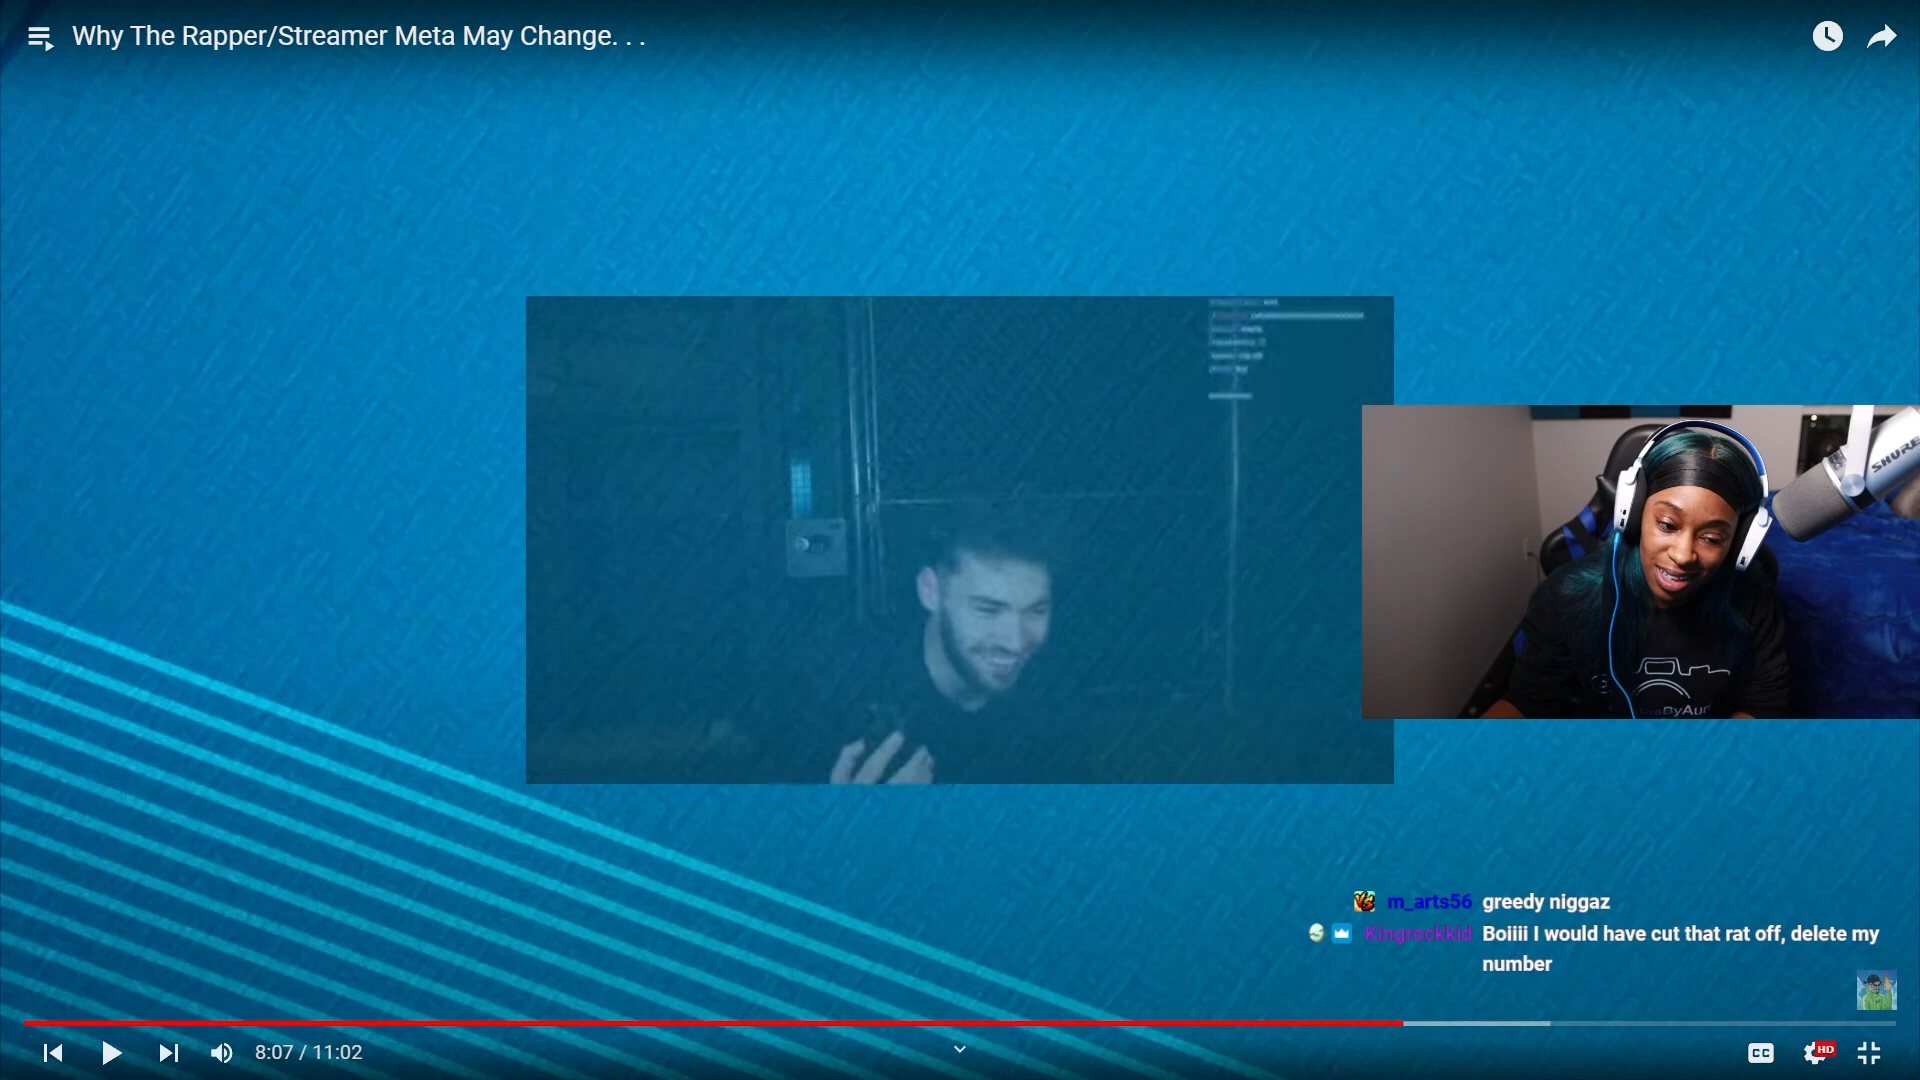 Why The Rapper/Streamer Meta May Change. . .
SHURE
m_arts56 greedy niggaz
Kingrockkid Boiiii I would have cut that rat off, delete my
number
8:07 / 11:02
CC
HD